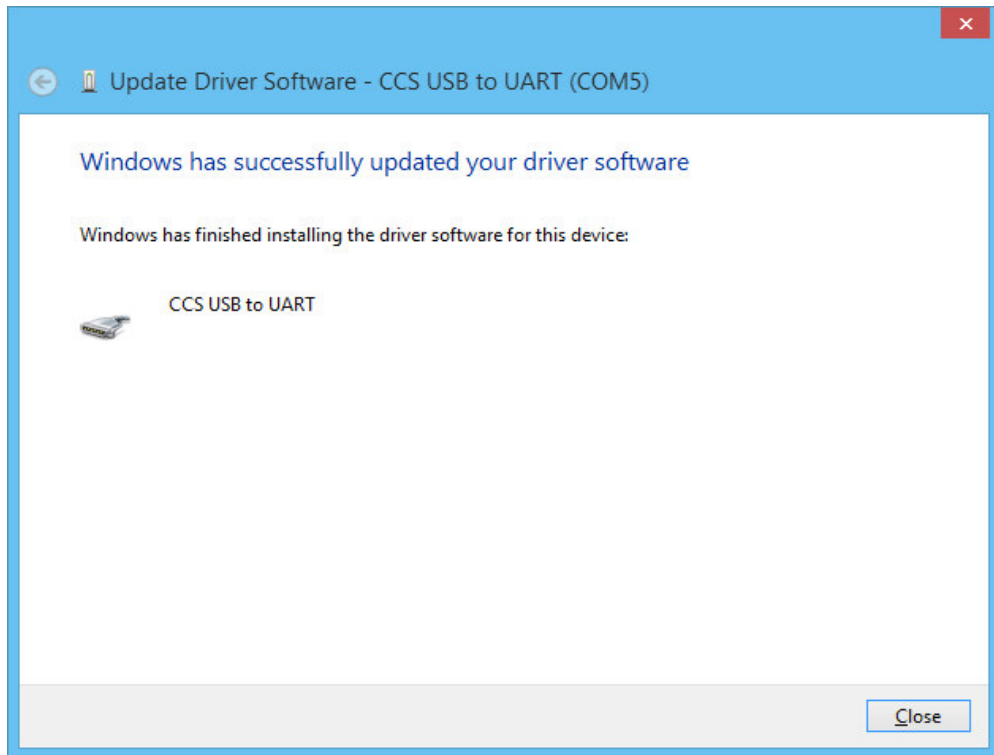 Update Driver Software - CCS USB to UART (COM5)
Windows has successfully updated your driver software
Windows has finished installing the driver software for this device:
CCS USB to UART
Close